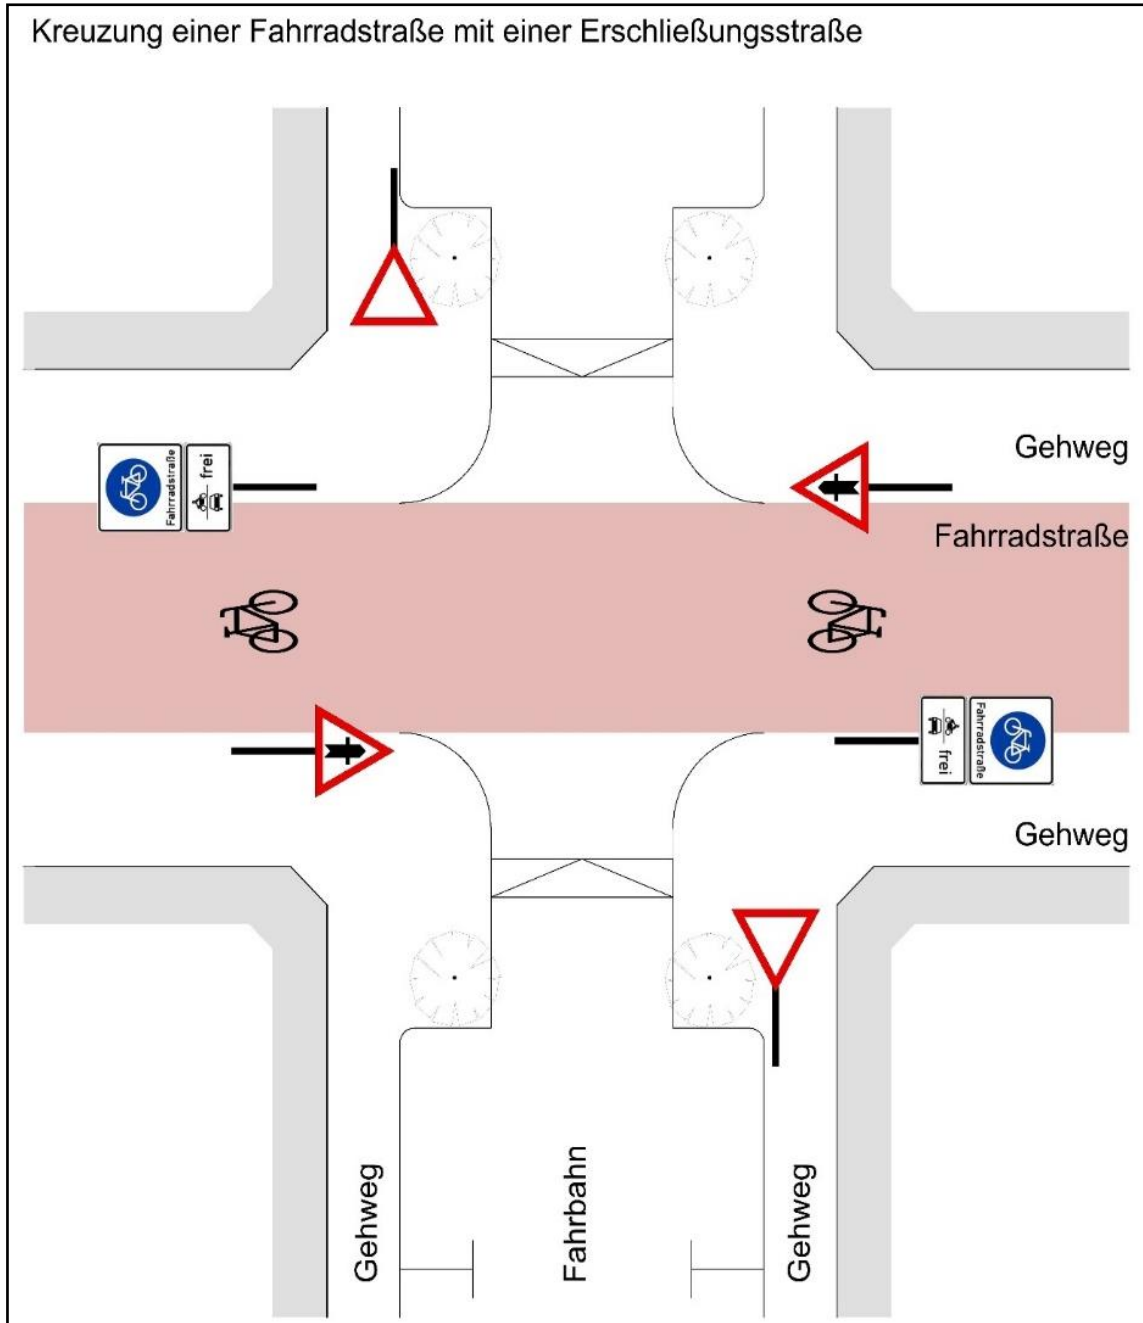 Kreuzung einer Fahrradstraße mit einer Erschließungsstraße
Gehweg
Fahrradstraße
frei
Fahrradstraße
Fahrradstraße
frei
Gehweg
Gehweg
Fahrbahn
Gehweg